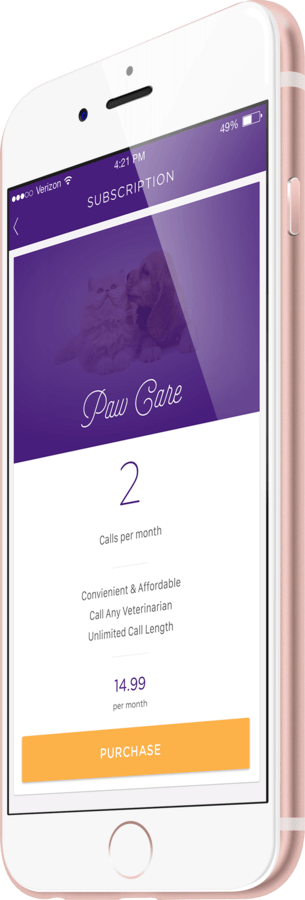 ●●●○○ Verizon 4:21 PM 49%
SUBSCRIPTION
Paw Care
2
Calls per month
Convienient & Affordable
Call Any Veterinarian
Unlimited Call Length
14.99
per month
PURCHASE